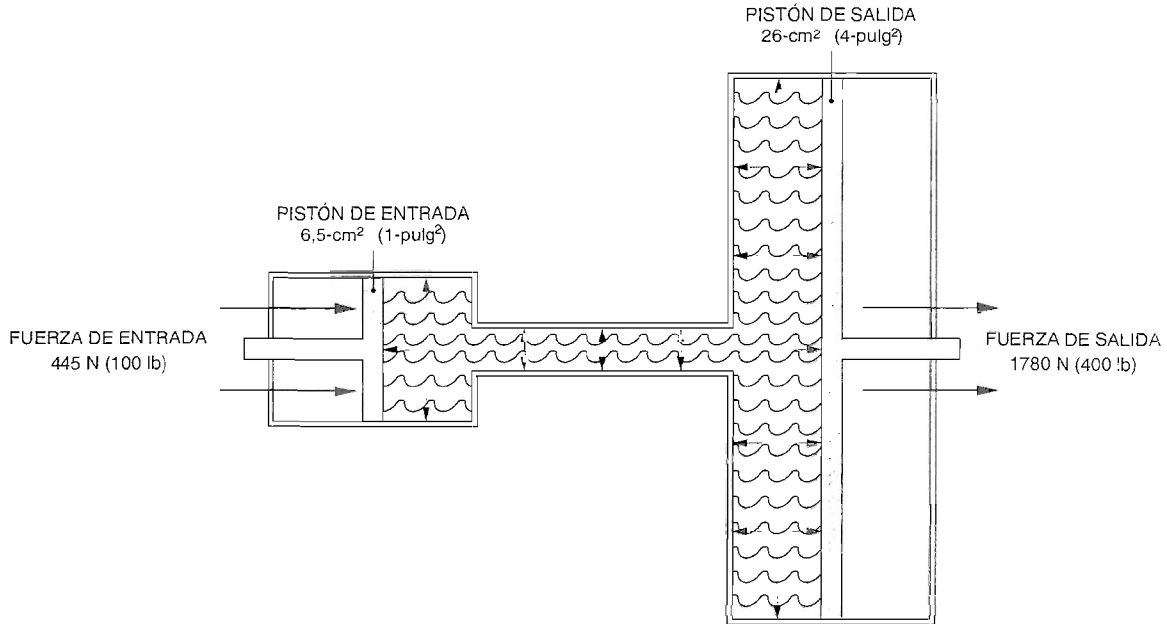 PISTÓN DE SALIDA
26-cm² (4-pulg²)
PISTÓN DE ENTRADA
6,5-cm² (1-pulg²)
FUERZA DE ENTRADA
445 N (100 lb)
FUERZA DE SALIDA
1780 N (400 lb)